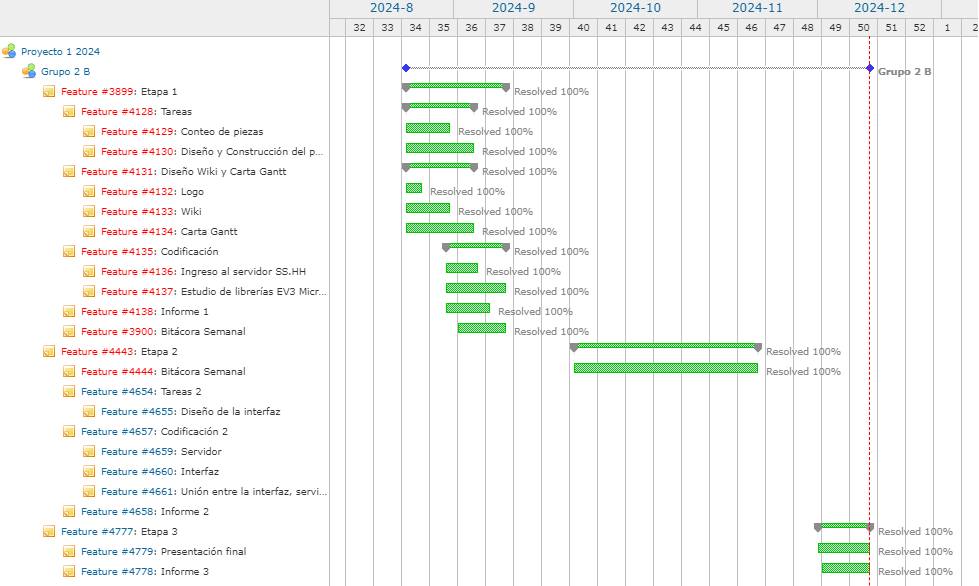 2024-8 2024-9 2024-10 2024-11 2024-12
32 33 34 35 36 37 38 39 40 41 42 43 44 45 46 47 48 49 50 51 52 1 2
Proyecto 1 2024
Grupo 2 B Grupo 2 B
Feature #3899: Etapa 1 Resolved 100%
Feature #4128: Tareas Resolved 100%
Feature #4129: Conteo de piezas Resolved 100%
Feature #4130: Diseño y Construcción del p... Resolved 100%
Feature #4131: Diseño Wiki y Carta Gantt Resolved 100%
Feature #4132: Logo Resolved 100%
Feature #4133: Wiki Resolved 100%
Feature #4134: Carta Gantt Resolved 100%
Feature #4135: Codificación Resolved 100%
Feature #4136: Ingreso al servidor SS.HH Resolved 100%
Feature #4137: Estudio de librerías EV3 Micr... Resolved 100%
Feature #4138: Informe 1 Resolved 100%
Feature #3900: Bitácora Semanal Resolved 100%
Feature #4443: Etapa 2 Resolved 100%
Feature #4444: Bitácora Semanal Resolved 100%
Feature #4654: Tareas 2
Feature #4655: Diseño de la interfaz
Feature #4657: Codificación 2
Feature #4659: Servidor
Feature #4660: Interfaz
Feature #4661: Unión entre la interfaz, servi...
Feature #4658: Informe 2
Feature #4777: Etapa 3 Resolved 100%
Feature #4779: Presentación final Resolved 100%
Feature #4778: Informe 3 Resolved 100%